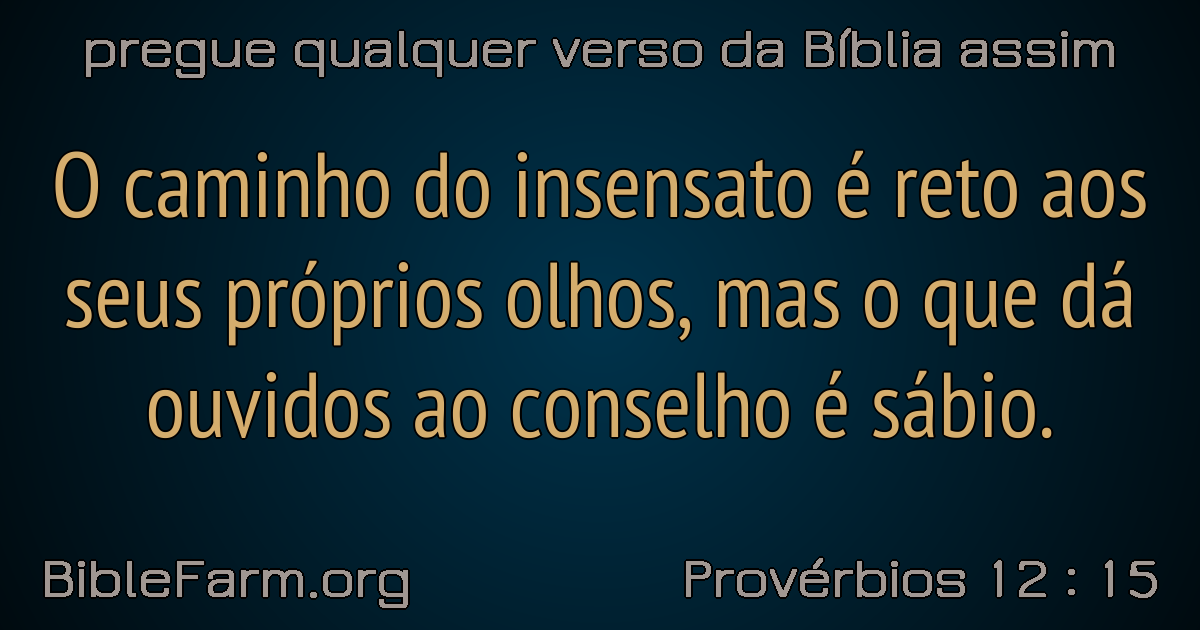 pregue qualquer verso da Bíblia assim
O caminho do insensato é reto aos
seus próprios olhos, mas o que dá
ouvidos ao conselho é sábio.
BibleFarm.org
Provérbios 12 : 15